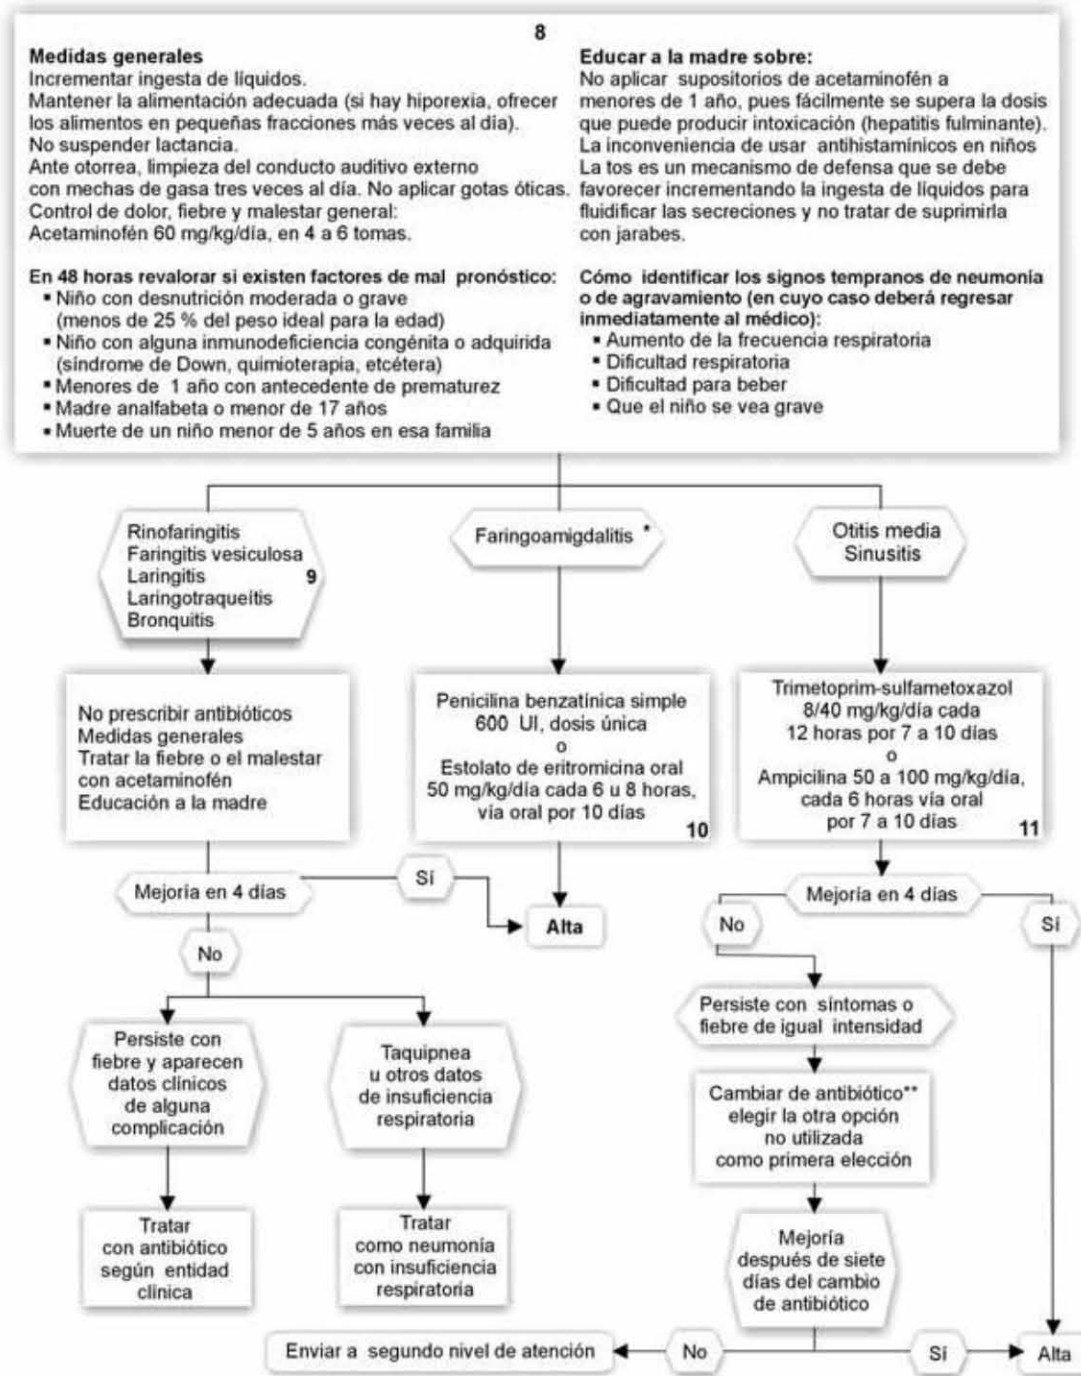 8
Medidas generales
Incrementar ingesta de líquidos.
Mantener la alimentación adecuada (si hay hiporexia, ofrecer
los alimentos en pequeñas fracciones más veces al día).
No suspender lactancia.
Ante otorrea, limpieza del conducto auditivo externo
con mechas de gasa tres veces al día. No aplicar gotas óticas.
Control de dolor, fiebre y malestar general:
Acetaminofén 60 mg/kg/día, en 4 a 6 tomas.
En 48 horas revalorar si existen factores de mal pronóstico:
▪ Niño con desnutrición moderada o grave
(menos de 25 % del peso ideal para la edad)
▪ Niño con alguna inmunodeficiencia congénita o adquirida
(síndrome de Down, quimioterapia, etcétera)
▪ Menores de 1 año con antecedente de prematurez
▪ Madre analfabeta o menor de 17 años
▪ Muerte de un niño menor de 5 años en esa familia
Educar a la madre sobre:
No aplicar supositorios de acetaminofén a
menores de 1 año, pues fácilmente se supera la dosis
que puede producir intoxicación (hepatitis fulminante).
La inconveniencia de usar antihistamínicos en niños
La tos es un mecanismo de defensa que se debe
favorecer incrementando la ingesta de líquidos para
fluidificar las secreciones y no tratar de suprimirla
con jarabes.
Cómo identificar los signos tempranos de neumonía
o de agravamiento (en cuyo caso deberá regresar
inmediatamente al médico):
▪ Aumento de la frecuencia respiratoria
▪ Dificultad respiratoria
▪ Dificultad para beber
▪ Que el niño se vea grave
Rinofaringitis
Faringitis vesiculosa
Laringitis 9
Laringotraqueítis
Bronquitis
Faringoamigdalitis *
Otitis media
Sinusitis
No prescribir antibióticos
Medidas generales
Tratar la fiebre o el malestar
con acetaminofén
Educación a la madre
Penicilina benzatínica simple
600 UI, dosis única
o
Estolato de eritromicina oral
50 mg/kg/día cada 6 u 8 horas,
vía oral por 10 días
10
Trimetoprim-sulfametoxazol
8/40 mg/kg/día cada
12 horas por 7 a 10 días
o
Ampicilina 50 a 100 mg/kg/día,
cada 6 horas vía oral
por 7 a 10 días
11
Mejoría en 4 días
Sí
Alta
No
Mejoría en 4 días
No
Sí
Persiste con
fiebre y aparecen
datos clínicos
de alguna
complicación
Taquipnea
u otros datos
de insuficiencia
respiratoria
Persiste con síntomas o
fiebre de igual intensidad
Cambiar de antibiótico**
elegir la otra opción
no utilizada
como primera elección
Tratar
con antibiótico
según entidad
clínica
Tratar
como neumonía
con insuficiencia
respiratoria
Mejoría
después de siete
días del cambio
de antibiótico
Enviar a segundo nivel de atención
No
Sí
Alta